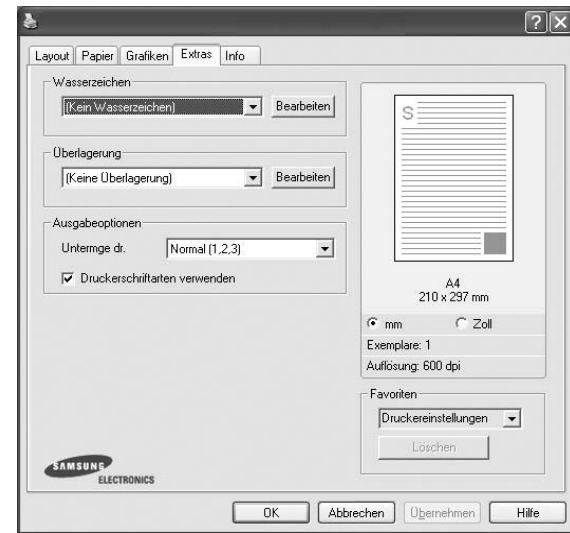 Layout Papier Grafiken Extras Info
Wasserzeichen
(Kein Wasserzeichen) Bearbeiten
Überlagerung
(Keine Überlagerung) Bearbeiten
Ausgabeoptionen
Untermge dr. Normal (1,2,3)
Druckerschriftarten verwenden
S
A4
210 x 297 mm
mm Zoll
Exemplare: 1
Auflösung: 600 dpi
Favoriten
Druckereinstellungen
Löschen
SAMSUNG
ELECTRONICS
OK Abbrechen Übernehmen Hilfe